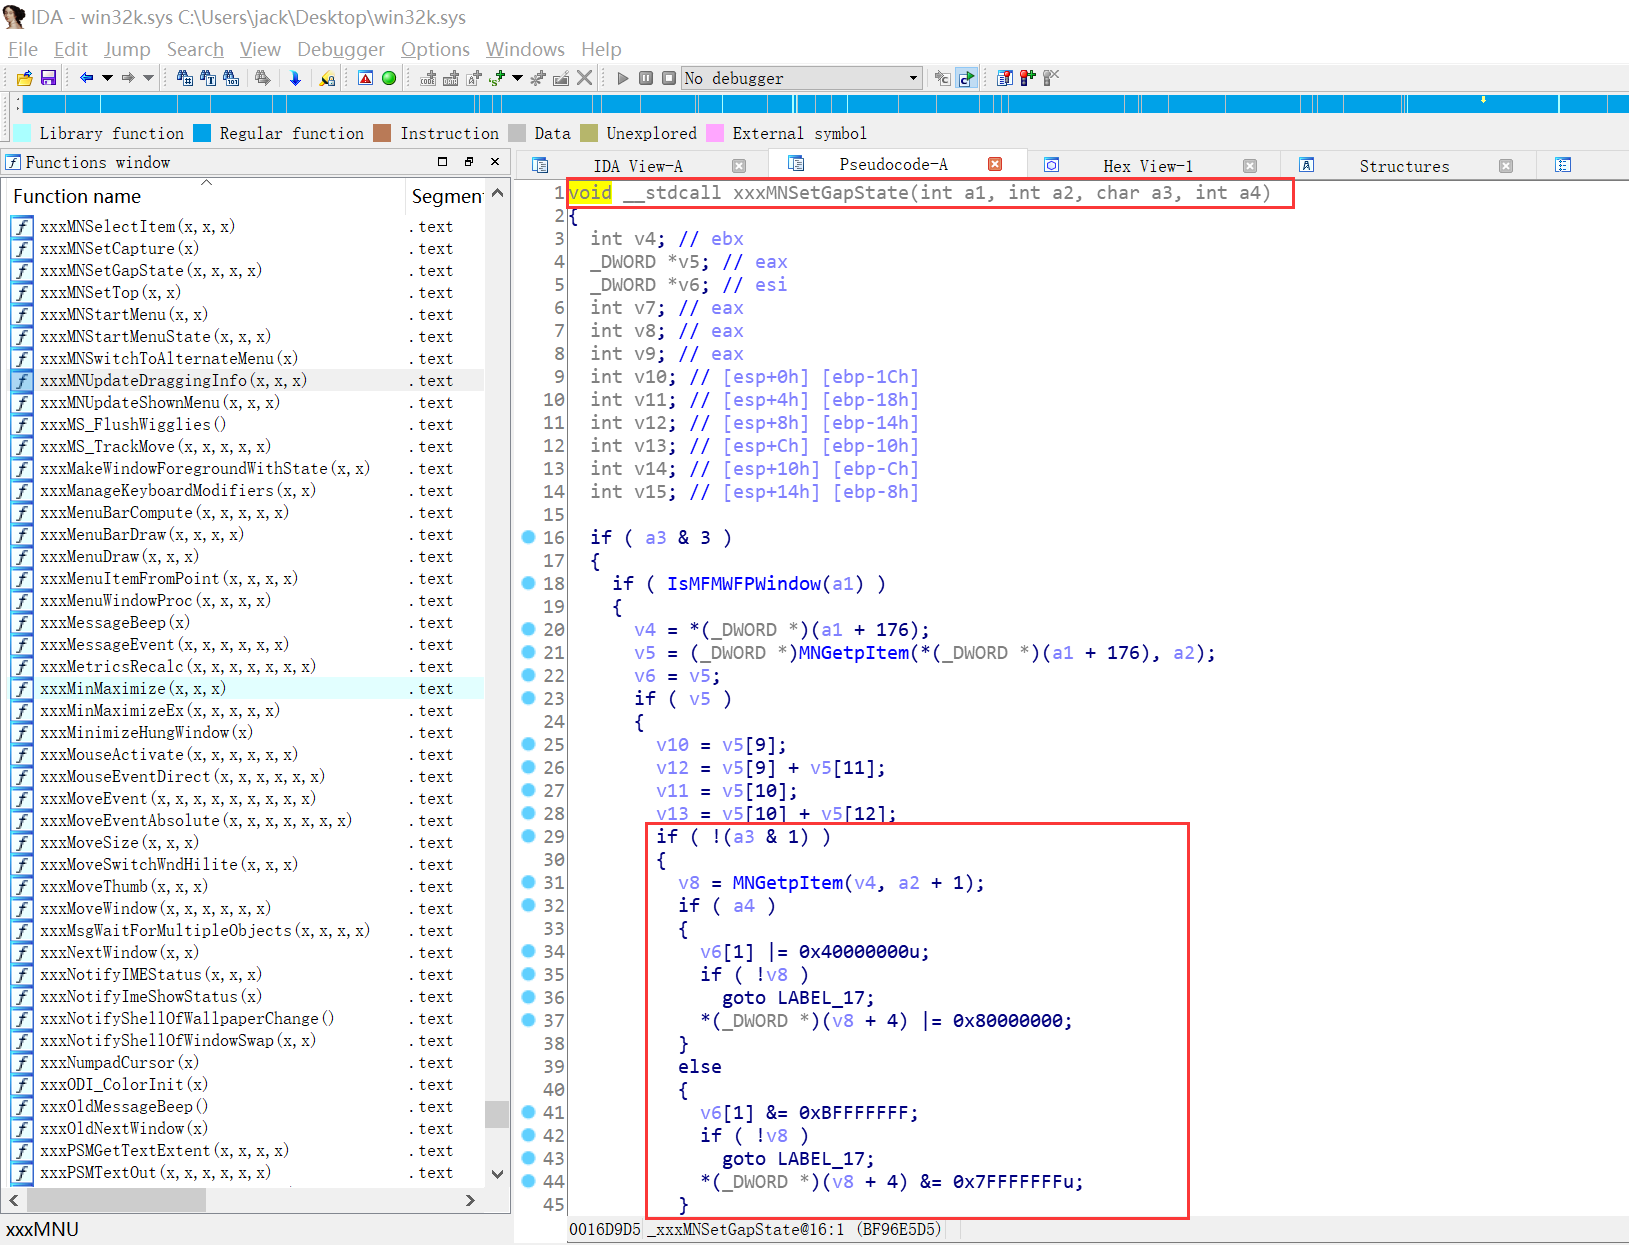 IDA - win32k.sys C:\Users\jack\Desktop\win32k.sys
File Edit Jump Search View Debugger Options Windows Help
No debugger
Library function Regular function Instruction Data Unexplored External symbol
Functions window
Function name Segmen
xxxMNSelectItem(x,x,x) .text
xxxMNSetCapture(x) .text
xxxMNSetGapState(x,x,x,x) .text
xxxMNSetTop(x,x) .text
xxxMNStartMenu(x,x) .text
xxxMNStartMenuState(x,x,x) .text
xxxMNSwitchToAlternateMenu(x) .text
xxxMNUpdateDraggingInfo(x,x,x) .text
xxxMNUpdateShownMenu(x,x,x) .text
xxxMS_FlushWigglies() .text
xxxMS_TrackMove(x,x,x,x,x) .text
xxxMakeWindowForegroundWithState(x,x) .text
xxxManageKeyboardModifiers(x,x) .text
xxxMenuBarCompute(x,x,x,x,x) .text
xxxMenuBarDraw(x,x,x,x) .text
xxxMenuDraw(x,x,x) .text
xxxMenuItemFromPoint(x,x,x,x) .text
xxxMenuWindowProc(x,x,x,x) .text
xxxMessageBeep(x) .text
xxxMessageEvent(x,x,x,x,x) .text
xxxMetricsRecalc(x,x,x,x,x,x,x) .text
xxxMinMaximize(x,x,x) .text
xxxMinMaximizeEx(x,x,x,x,x) .text
xxxMinimizeHungWindow(x) .text
xxxMouseActivate(x,x,x,x,x,x) .text
xxxMouseEventDirect(x,x,x,x,x,x) .text
xxxMoveEvent(x,x,x,x,x,x,x,x,x) .text
xxxMoveEventAbsolute(x,x,x,x,x,x,x) .text
xxxMoveSize(x,x,x,x) .text
xxxMoveSwitchWndHilite(x,x,x) .text
xxxMoveThumb(x,x,x) .text
xxxMoveWindow(x,x,x,x,x,x) .text
xxxMsgWaitForMultipleObjects(x,x,x,x) .text
xxxNextWindow(x,x) .text
xxxNotifyIMEStatus(x,x,x) .text
xxxNotifyImeShowStatus(x) .text
xxxNotifyShellOfWallpaperChange() .text
xxxNotifyShellOfWindowSwap(x,x) .text
xxxNumpadCursor(x) .text
xxxODI_ColorInit(x) .text
xxxOldMessageBeep() .text
xxxOldNextWindow(x) .text
xxxPSMGetTextExtent(x,x,x,x) .text
xxxPSMTextOut(x,x,x,x,x,x) .text
xxxMNU
IDA View-A Pseudocode-A Hex View-1 Structures
1 void __stdcall xxxMNSetGapState(int a1, int a2, char a3, int a4)
2 {
3 int v4; // ebx
4 _DWORD *v5; // eax
5 _DWORD *v6; // esi
6 int v7; // eax
7 int v8; // eax
8 int v9; // eax
9 int v10; // [esp+0h] [ebp-1Ch]
10 int v11; // [esp+4h] [ebp-18h]
11 int v12; // [esp+8h] [ebp-14h]
12 int v13; // [esp+Ch] [ebp-10h]
13 int v14; // [esp+10h] [ebp-Ch]
14 int v15; // [esp+14h] [ebp-8h]
15
16 if ( a3 & 3 )
17 {
18 if ( IsMFMWFPWindow(a1) )
19 {
20 v4 = *(_DWORD *)(a1 + 176);
21 v5 = (_DWORD *)MNGetpItem(*(_DWORD *)(a1 + 176), a2);
22 v6 = v5;
23 if ( v5 )
24 {
25 v10 = v5[9];
26 v12 = v5[9] + v5[11];
27 v11 = v5[10];
28 v13 = v5[10] + v5[12];
29 if ( !(a3 & 1) )
30 {
31 v8 = MNGetpItem(v4, a2 + 1);
32 if ( a4 )
33 {
34 v6[1] |= 0x40000000u;
35 if ( !v8 )
36 goto LABEL_17;
37 *(_DWORD *)(v8 + 4) |= 0x80000000;
38 }
39 else
40 {
41 v6[1] &= 0xBFFFFFFF;
42 if ( !v8 )
43 goto LABEL_17;
44 *(_DWORD *)(v8 + 4) &= 0x7FFFFFFFu;
45 }
0016D9D5 _xxxMNSetGapState@16:1 (BF96E5D5)